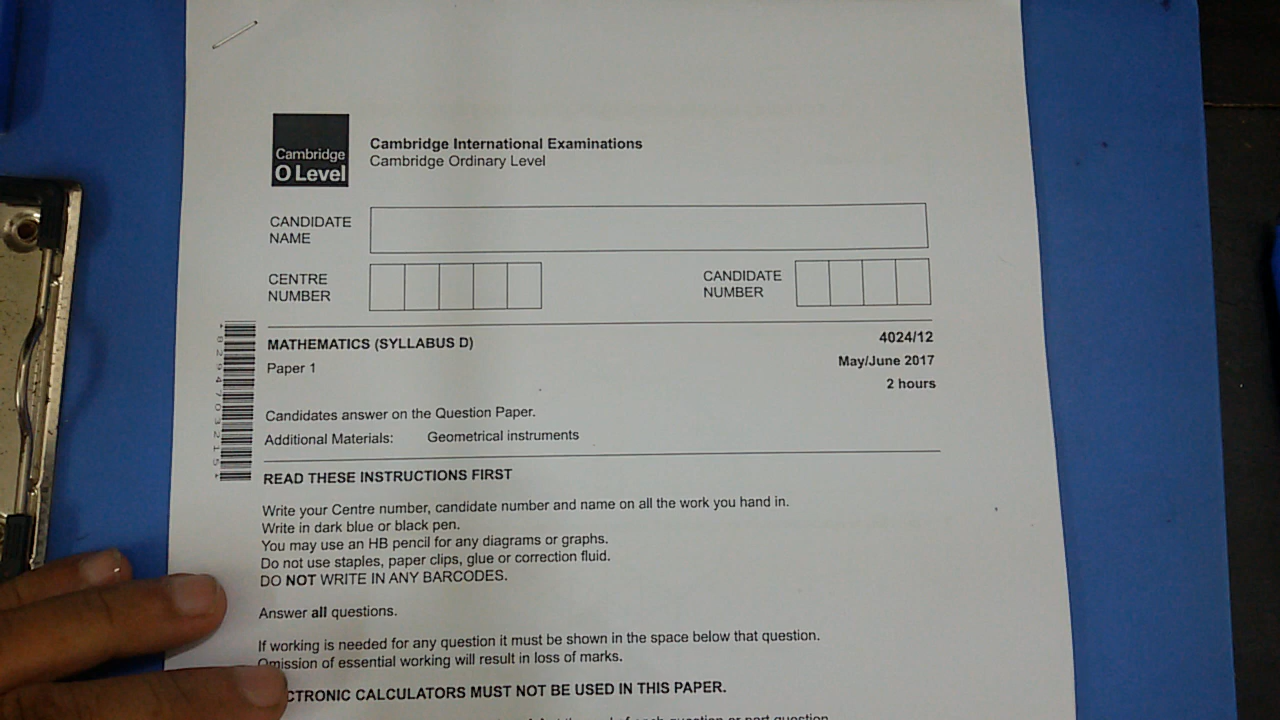 Cambridge
O Level
Cambridge International Examinations
Cambridge Ordinary Level
CANDIDATE
NAME
CENTRE
NUMBER
CANDIDATE
NUMBER
MATHEMATICS (SYLLABUS D)
4024/12
Paper 1
May/June 2017
2 hours
Candidates answer on the Question Paper.
Additional Materials: Geometrical instruments
READ THESE INSTRUCTIONS FIRST
Write your Centre number, candidate number and name on all the work you hand in.
Write in dark blue or black pen.
You may use an HB pencil for any diagrams or graphs.
Do not use staples, paper clips, glue or correction fluid.
DO NOT WRITE IN ANY BARCODES.
Answer all questions.
If working is needed for any question it must be shown in the space below that question.
Omission of essential working will result in loss of marks.
CTRONIC CALCULATORS MUST NOT BE USED IN THIS PAPER.